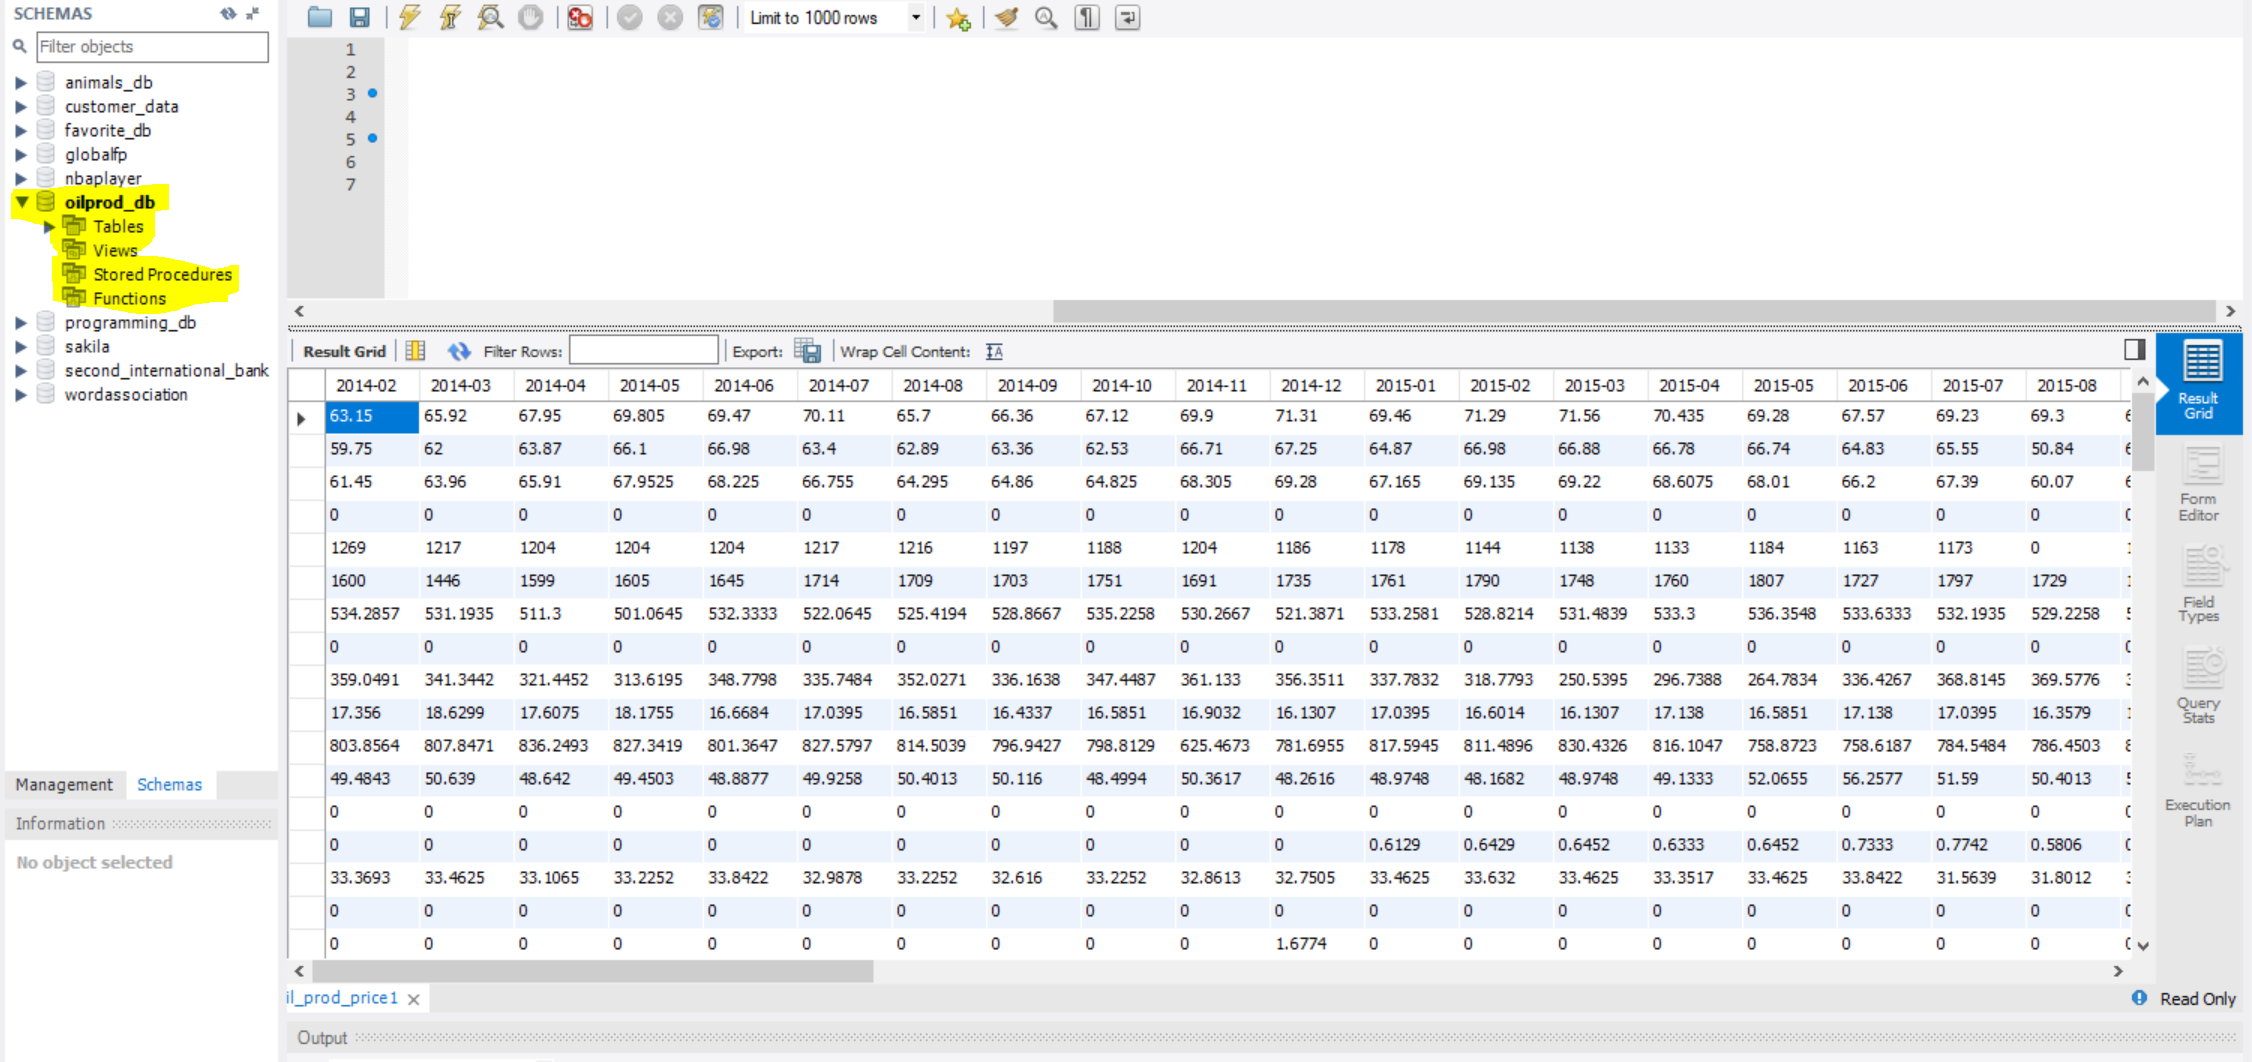 SCHEMAS
Filter objects
animals_db
customer_data
favorite_db
globalfp
nbaplayer
oilprod_db
Tables
Views
Stored Procedures
Functions
programming_db
sakila
second_international_bank
wordassociation
Management Schemas
Information
No object selected
Limit to 1000 rows
1
2
3
4
5
6
7
Result Grid Filter Rows: Export: Wrap Cell Content:
2014-02 2014-03 2014-04 2014-05 2014-06 2014-07 2014-08 2014-09 2014-10 2014-11 2014-12 2015-01 2015-02 2015-03 2015-04 2015-05 2015-06 2015-07 2015-08
63.15 65.92 67.95 69.805 69.47 70.11 65.7 66.36 67.12 69.9 71.31 69.46 71.29 71.56 70.435 69.28 67.57 69.23 69.3
59.75 62 63.87 66.1 66.98 63.4 62.89 63.36 62.53 66.71 67.25 64.87 66.98 66.88 66.78 66.74 64.83 65.55 50.84
61.45 63.96 65.91 67.9525 68.225 66.755 64.295 64.86 64.825 68.305 69.28 67.165 69.135 69.22 68.6075 68.01 66.2 67.39 60.07
0 0 0 0 0 0 0 0 0 0 0 0 0 0 0 0 0 0 0
1269 1217 1204 1204 1204 1217 1216 1197 1188 1204 1186 1178 1144 1138 1133 1184 1163 1173 0
1600 1446 1599 1605 1645 1714 1709 1703 1751 1691 1735 1761 1790 1748 1760 1807 1727 1797 1729
534.2857 531.1935 511.3 501.0645 532.3333 522.0645 525.4194 528.8667 535.2258 530.2667 521.3871 533.2581 528.8214 531.4839 533.3 536.3548 533.6333 532.1935 529.2258
0 0 0 0 0 0 0 0 0 0 0 0 0 0 0 0 0 0 0
359.0491 341.3442 321.4452 313.6195 348.7798 335.7484 352.0271 336.1638 347.4487 361.133 356.3511 337.7832 318.7793 250.5395 296.7388 264.7834 336.4267 368.8145 369.5776
17.356 18.6299 17.6075 18.1755 16.6684 17.0395 16.5851 16.4337 16.5851 16.9032 16.1307 17.0395 16.6014 16.1307 17.138 16.5851 17.138 17.0395 16.3579
803.8564 807.8471 836.2493 827.3419 801.3647 827.5797 814.5039 796.9427 798.8129 625.4673 781.6955 817.5945 811.4896 830.4326 816.1047 758.8723 758.6187 784.5484 786.4503
49.4843 50.639 48.642 49.4503 48.8877 49.9258 50.4013 50.116 48.4994 50.3617 48.2616 48.9748 48.1682 48.9748 49.1333 52.0655 56.2577 51.59 50.4013
0 0 0 0 0 0 0 0 0 0 0 0 0 0 0 0 0 0 0
0 0 0 0 0 0 0 0 0 0 0 0.6129 0.6429 0.6452 0.6333 0.6452 0.7333 0.7742 0.5806
33.3693 33.4625 33.1065 33.2252 33.8422 32.9878 33.2252 32.616 33.2252 32.8613 32.7505 33.4625 33.632 33.4625 33.3517 33.4625 33.8422 31.5639 31.8012
0 0 0 0 0 0 0 0 0 0 0 0 0 0 0 0 0 0 0
0 0 0 0 0 0 0 0 0 0 1.6774 0 0 0 0 0 0 0 0
Result
Grid
Form
Editor
Field
Types
Query
Stats
Execution
Plan
il_prod_price1
Read Only
Output